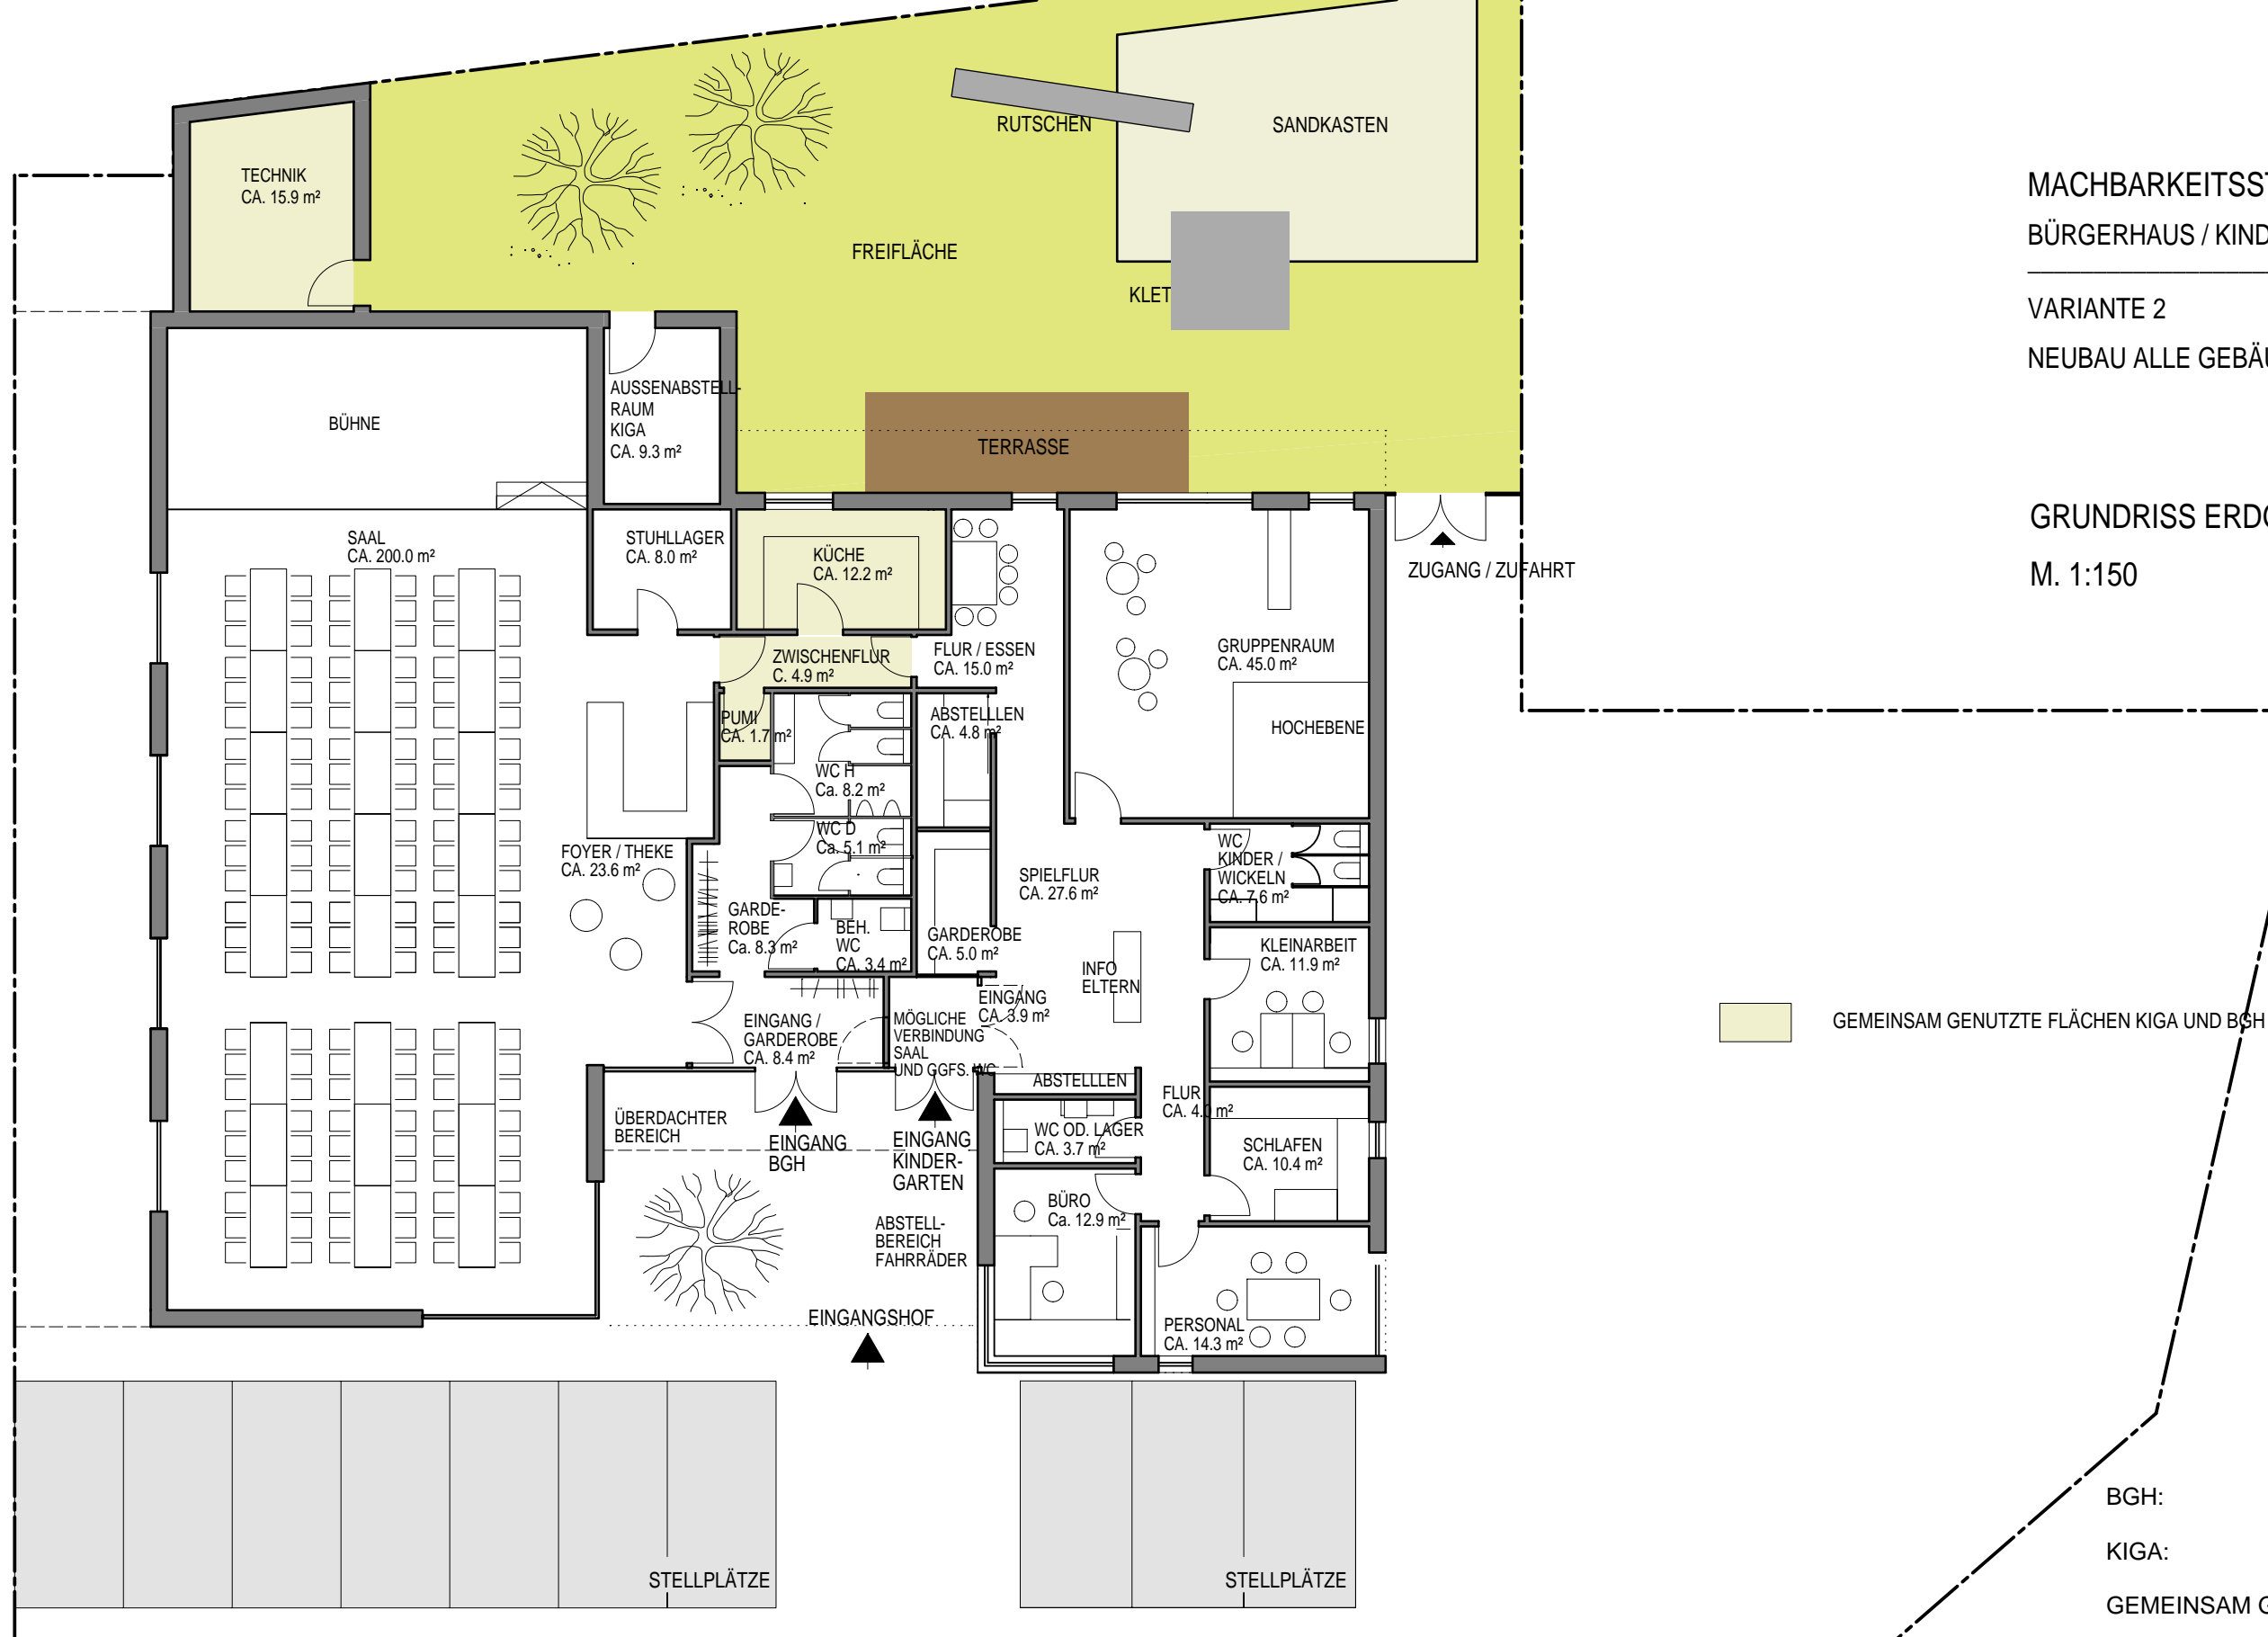 TECHNIK
CA. 15.9 m²
RUTSCHEN
SANDKASTEN
FREIFLÄCHE
KLET
TERRASSE
BÜHNE
AUSSENABSTELL-
RAUM
KIGA
CA. 9.3 m²
SAAL
CA. 200.0 m²
STUHLLAGER
CA. 8.0 m²
KÜCHE
CA. 12.2 m²
ZWISCHENFLUR
C. 4.9 m²
FLUR / ESSEN
CA. 15.0 m²
GRUPPENRAUM
CA. 45.0 m²
HOCHEBENE
ZUGANG / ZUFAHRT
PUMI
CA. 1.7 m²
ABSTELLLEN
CA. 4.8 m²
WC H
Ca. 8.2 m²
WC D
Ca. 5.1 m²
FOYER / THEKE
CA. 23.6 m²
GARDE-
ROBE
Ca. 8.3 m²
BEH.
WC
CA. 3.4 m²
GARDEROBE
CA. 5.0 m²
SPIELFLUR
CA. 27.6 m²
WC
KINDER /
WICKELN
CA. 7.6 m²
KLEINARBEIT
CA. 11.9 m²
INFO
ELTERN
EINGANG
CA. 3.9 m²
EINGANG /
GARDEROBE
CA. 8.4 m²
MÖGLICHE
VERBINDUNG
SAAL
UND GGFS. WC
ABSTELLLEN
FLUR
CA. 4.0 m²
WC OD. LAGER
CA. 3.7 m²
SCHLAFEN
CA. 10.4 m²
BÜRO
Ca. 12.9 m²
PERSONAL
CA. 14.3 m²
ÜBERDACHTER
BEREICH
EINGANG
BGH
EINGANG
KINDER-
GARTEN
ABSTELL-
BEREICH
FAHRRÄDER
EINGANGSHOF
STELLPLÄTZE
STELLPLÄTZE
MACHBARKEITSST
BÜRGERHAUS / KIND
VARIANTE 2
NEUBAU ALLE GEBÄU
GRUNDRISS ERDG
M. 1:150
GEMEINSAM GENUTZTE FLÄCHEN KIGA UND BGH
BGH:
KIGA:
GEMEINSAM G